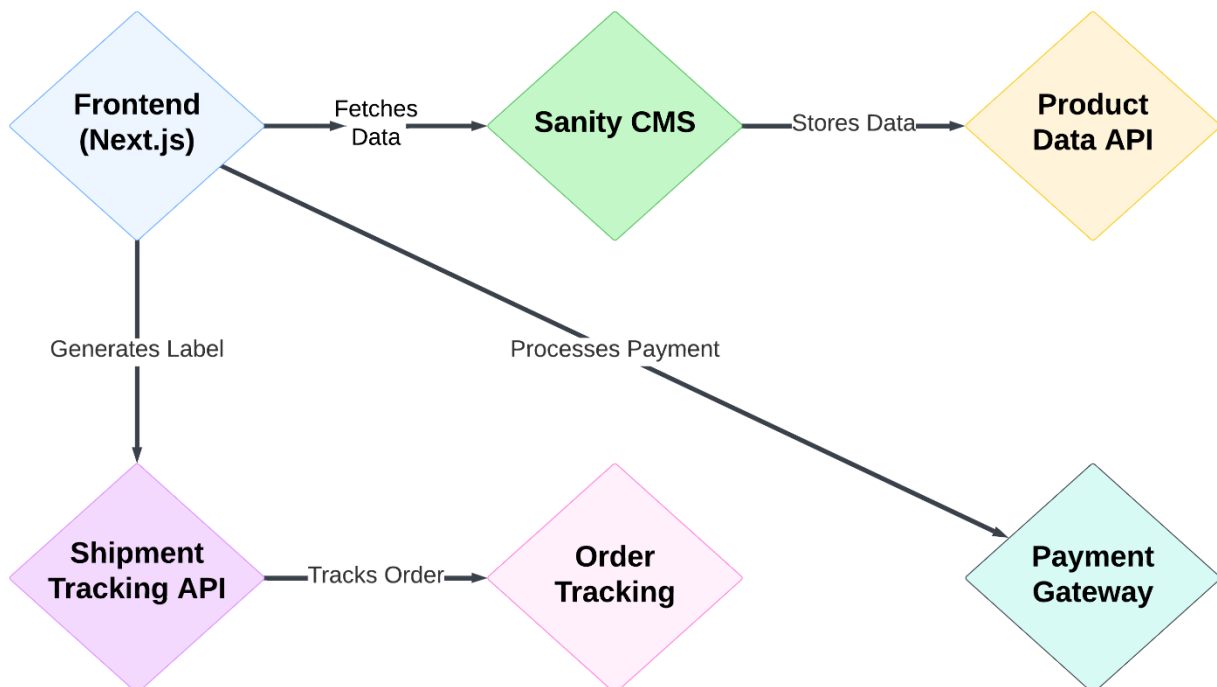 Frontend
(Next.js)
Fetches
Data
Sanity CMS
Stores Data
Product
Data API
Generates Label
Processes Payment
Shipment
Tracking API
Tracks Order
Order
Tracking
Payment
Gateway